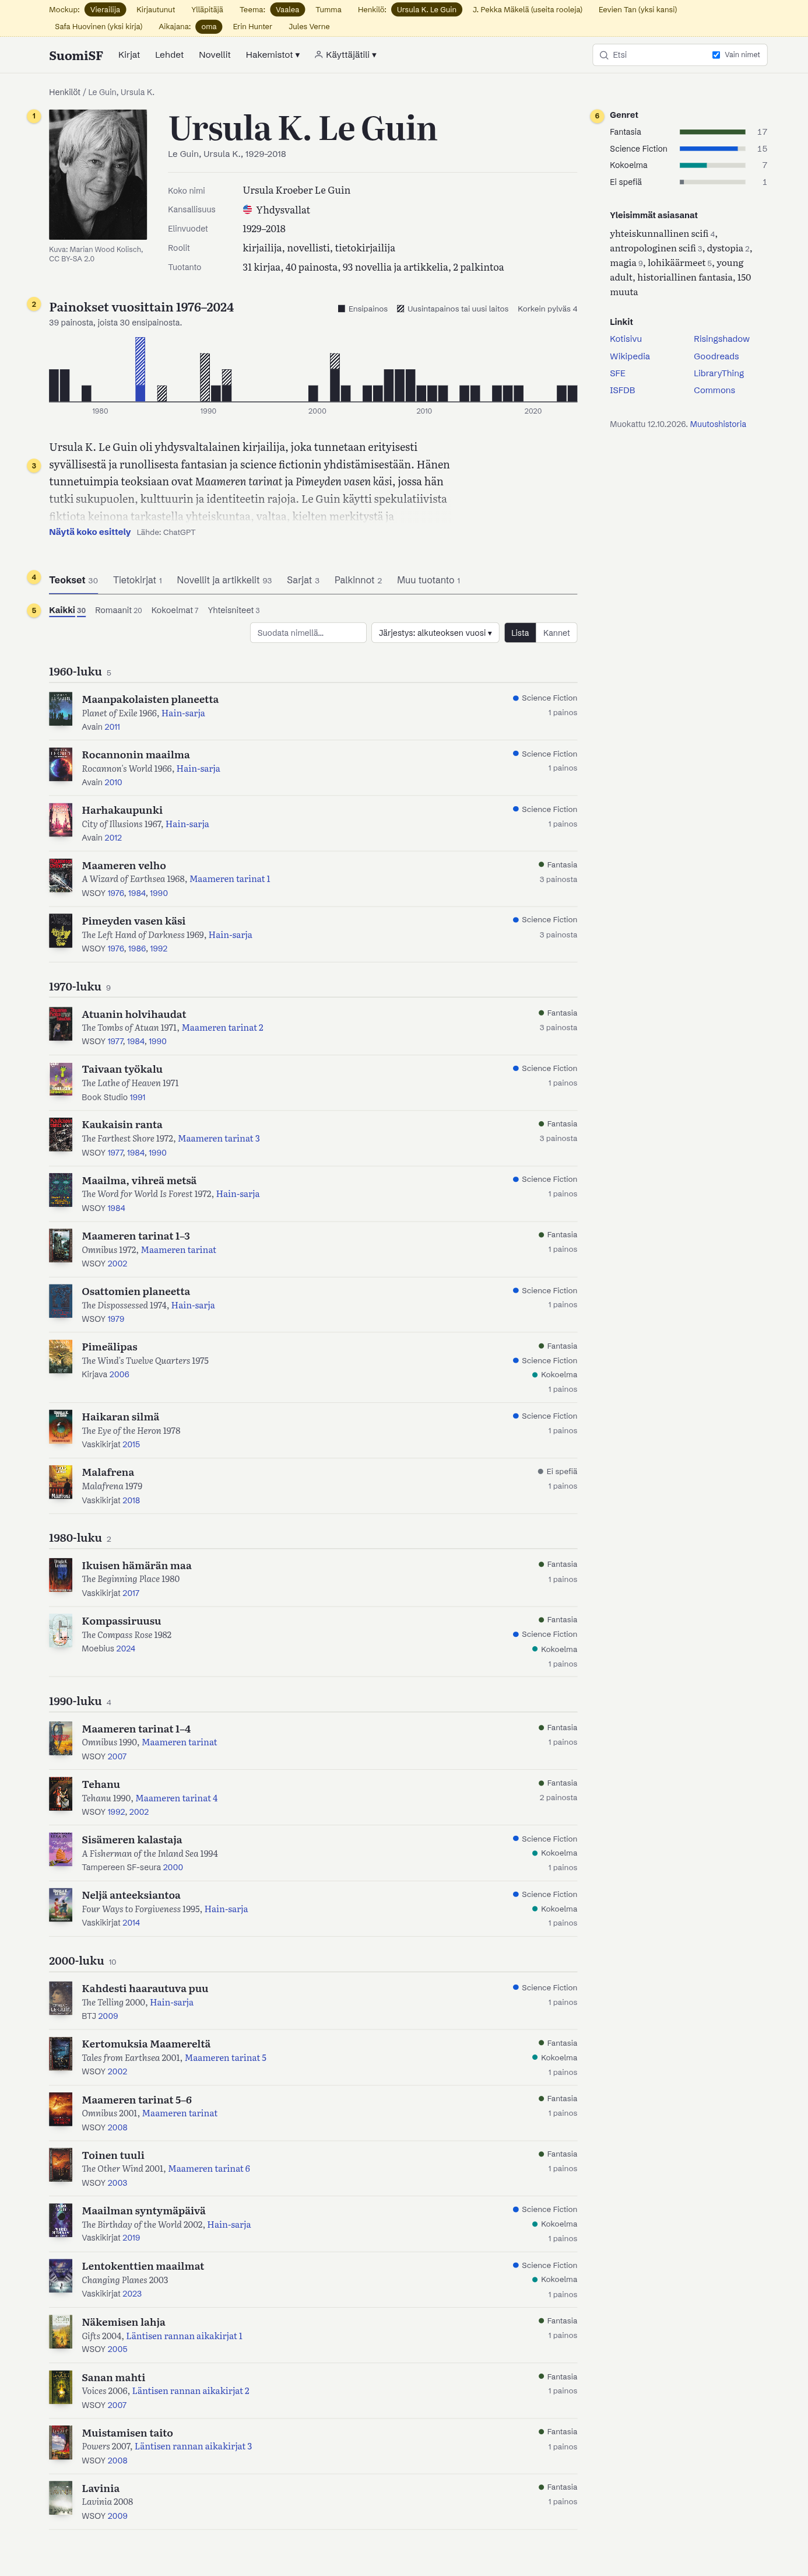 Mockup: Vierailija Kirjautunut Ylläpitäjä Teema: Vaalea Tumma Henkilö: Ursula K. Le Guin J. Pekka Mäkelä (useita rooleja) Eevien Tan (yksi kansi)
Safa Huovinen (yksi kirja) Aikajana: oma Erin Hunter Jules Verne
SuomiSF Kirjat Lehdet Novellit Hakemistot ▾ Käyttäjätili ▾ Etsi Vain nimet
Henkilöt / Le Guin, Ursula K.
1
Ursula K. Le Guin
Le Guin, Ursula K., 1929–2018
Koko nimi Ursula Kroeber Le Guin
Kansallisuus Yhdysvallat
Elinvuodet 1929–2018
Roolit kirjailija, novellisti, tietokirjailija
Tuotanto 31 kirjaa, 40 painosta, 93 novellia ja artikkelia, 2 palkintoa
Kuva: Marian Wood Kolisch,
CC BY-SA 2.0
2
Painokset vuosittain 1976–2024
Ensipainos Uusintapainos tai uusi laitos Korkein pylväs 4
39 painosta, joista 30 ensipainosta.
1980 1990 2000 2010 2020
3
Ursula K. Le Guin oli yhdysvaltalainen kirjailija, joka tunnetaan erityisesti
syvällisestä ja runollisesta fantasian ja science fictionin yhdistämisestään. Hänen
tunnetuimpia teoksiaan ovat Maameren tarinat ja Pimeyden vasen käsi, jossa hän
tutki sukupuolen, kulttuurin ja identiteetin rajoja. Le Guin käytti spekulatiivista
fiktiota keinona tarkastella yhteiskuntaa, valtaa, kielten merkitystä ja
Näytä koko esittely Lähde: ChatGPT
4
Teokset 30 Tietokirjat 1 Novellit ja artikkelit 93 Sarjat 3 Palkinnot 2 Muu tuotanto 1
5
Kaikki 30 Romaanit 20 Kokoelmat 7 Yhteisniteet 3
Suodata nimellä... Järjestys: alkuteoksen vuosi ▾ Lista Kannet
1960-luku 5
Maanpakolaisten planeetta
Planet of Exile 1966, Hain-sarja
Avain 2011
Science Fiction
1 painos
Rocannonin maailma
Rocannon's World 1966, Hain-sarja
Avain 2010
Science Fiction
1 painos
Harhakaupunki
City of Illusions 1967, Hain-sarja
Avain 2012
Science Fiction
1 painos
Maameren velho
A Wizard of Earthsea 1968, Maameren tarinat 1
WSOY 1976, 1984, 1990
Fantasia
3 painosta
Pimeyden vasen käsi
The Left Hand of Darkness 1969, Hain-sarja
WSOY 1976, 1986, 1992
Science Fiction
3 painosta
1970-luku 9
Atuanin holvihaudat
The Tombs of Atuan 1971, Maameren tarinat 2
WSOY 1977, 1984, 1990
Fantasia
3 painosta
Taivaan työkalu
The Lathe of Heaven 1971
Book Studio 1991
Science Fiction
1 painos
Kaukaisin ranta
The Farthest Shore 1972, Maameren tarinat 3
WSOY 1977, 1984, 1990
Fantasia
3 painosta
Maailma, vihreä metsä
The Word for World Is Forest 1972, Hain-sarja
WSOY 1984
Science Fiction
1 painos
Maameren tarinat 1–3
Omnibus 1972, Maameren tarinat
WSOY 2002
Fantasia
1 painos
Osattomien planeetta
The Dispossessed 1974, Hain-sarja
WSOY 1979
Science Fiction
1 painos
Pimeälipas
The Wind's Twelve Quarters 1975
Kirjava 2006
Fantasia
Science Fiction
Kokoelma
1 painos
Haikaran silmä
The Eye of the Heron 1978
Vaskikirjat 2015
Science Fiction
1 painos
Malafrena
Malafrena 1979
Vaskikirjat 2018
Ei spefiä
1 painos
1980-luku 2
Ikuisen hämärän maa
The Beginning Place 1980
Vaskikirjat 2017
Fantasia
1 painos
Kompassiruusu
The Compass Rose 1982
Moebius 2024
Fantasia
Science Fiction
Kokoelma
1 painos
1990-luku 4
Maameren tarinat 1–4
Omnibus 1990, Maameren tarinat
WSOY 2007
Fantasia
1 painos
Tehanu
Tehanu 1990, Maameren tarinat 4
WSOY 1992, 2002
Fantasia
2 painosta
Sisämeren kalastaja
A Fisherman of the Inland Sea 1994
Tampereen SF-seura 2000
Science Fiction
Kokoelma
1 painos
Neljä anteeksiantoa
Four Ways to Forgiveness 1995, Hain-sarja
Vaskikirjat 2014
Science Fiction
Kokoelma
1 painos
2000-luku 10
Kahdesti haarautuva puu
The Telling 2000, Hain-sarja
BTJ 2009
Science Fiction
1 painos
Kertomuksia Maamereltä
Tales from Earthsea 2001, Maameren tarinat 5
WSOY 2002
Fantasia
Kokoelma
1 painos
Maameren tarinat 5–6
Omnibus 2001, Maameren tarinat
WSOY 2008
Fantasia
1 painos
Toinen tuuli
The Other Wind 2001, Maameren tarinat 6
WSOY 2003
Fantasia
1 painos
Maailman syntymäpäivä
The Birthday of the World 2002, Hain-sarja
Vaskikirjat 2019
Science Fiction
Kokoelma
1 painos
Lentokenttien maailmat
Changing Planes 2003
Vaskikirjat 2023
Science Fiction
Kokoelma
1 painos
Näkemisen lahja
Gifts 2004, Läntisen rannan aikakirjat 1
WSOY 2005
Fantasia
1 painos
Sanan mahti
Voices 2006, Läntisen rannan aikakirjat 2
WSOY 2007
Fantasia
1 painos
Muistamisen taito
Powers 2007, Läntisen rannan aikakirjat 3
WSOY 2008
Fantasia
1 painos
Lavinia
Lavinia 2008
WSOY 2009
Fantasia
1 painos
6
Genret
Fantasia 17
Science Fiction 15
Kokoelma 7
Ei spefiä 1
Yleisimmät asiasanat
yhteiskunnallinen scifi 4,
antropologinen scifi 3, dystopia 2,
magia 9, lohikäärmeet 5, young
adult, historiallinen fantasia, 150
muuta
Linkit
Kotisivu Risingshadow
Wikipedia Goodreads
SFE LibraryThing
ISFDB Commons
Muokattu 12.10.2026. Muutoshistoria